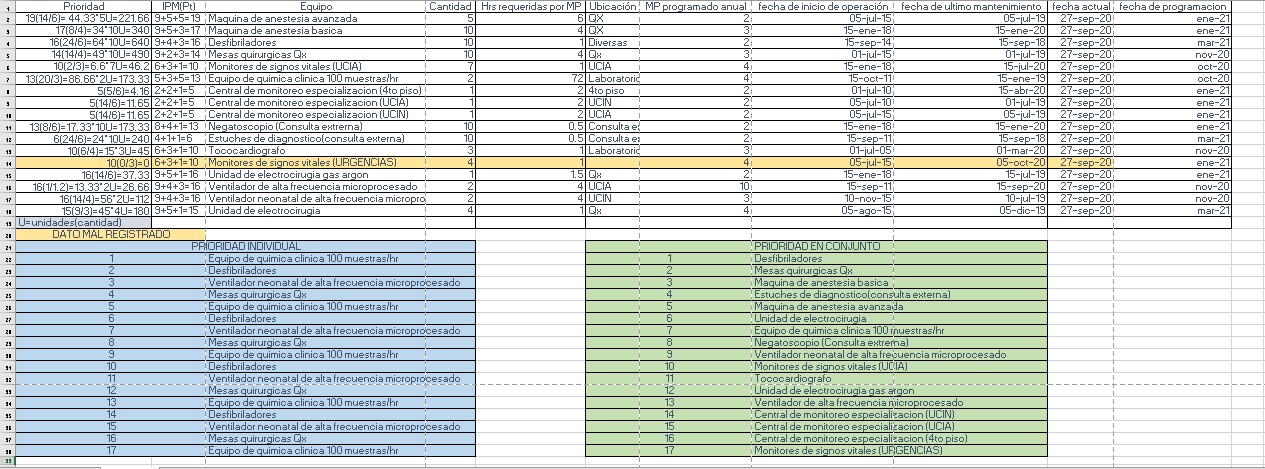 1 Prioridad IPM(Pt) Equipo Cantidad Hrs requeridas por MP Ubicación MP programado anual fecha de inicio de operación fecha de ultimo mantenimiento fecha actual fecha de programacion
2 19(14/6)= 44.33*5U=221.66 9+5+5=19 Maquina de anestesia avanzada 5 6 QX 2 05-jul-15 05-jul-19 27-sep-20 ene-21
3 17(8/4)=34*10U=340 9+5+3=17 Maquina de anestesia basica 10 4 QX 3 15-ene-18 15-ene-20 27-sep-20 ene-21
4 16(24/6)=64*10U=640 9+4+3=16 Desfibriladores 10 1 Diversas 2 15-sep-14 15-sep-18 27-sep-20 mar-21
5 14(14/4)=49*10U=490 9+2+3=14 Mesas quirurgicas Qx 10 4 Qx 3 01-jul-15 01-jul-19 27-sep-20 nov-20
6 10(2/3)=6.6*7U=46.2 6+3+1=10 Monitores de signos vitales (UCIA) 7 1 UCIA 4 15-ene-18 15-jul-20 27-sep-20 oct-20
7 13(20/3)=86.66*2U=173.33 5+3+5=13 Equipo de quimica clinica 100 muestras/hr 2 72 Laboratoric 4 15-oct-11 15-ene-19 27-sep-20 oct-20
8 5(5/6)=4.16 2+2+1=5 Central de monitoreo especializacion (4to piso) 1 2 4to piso 2 01-jul-10 15-abr-20 27-sep-20 ene-21
9 5(14/6)=11.65 2+2+1=5 Central de monitoreo especializacion (UCIA) 1 2 UCIN 2 05-jul-10 01-jul-19 27-sep-20 ene-21
10 5(14/6)=11.65 2+2+1=5 Central de monitoreo especializacion (UCIN) 1 2 UCIA 2 05-jul-10 05-jul-19 27-sep-20 ene-21
11 13(8/6)=17.33*10U=173.33 8+4+1=13 Negatoscopio (Consulta externa) 10 0.5 Consulta e 2 15-ene-18 15-ene-20 27-sep-20 ene-21
12 6(24/6)=24*10U=240 4+1+1=6 Estuches de diagnostico(consulta externa) 10 0.5 Consulta e 2 15-sep-11 15-sep-18 27-sep-20 mar-21
13 10(6/4)=15*3U=45 6+3+1=10 Tococardiografo 3 1 Laboratoric 3 01-jul-05 01-mar-20 27-sep-20 nov-20
14 10(0/3)=0 6+3+1=10 Monitores de signos vitales (URGENCIAS) 4 1 4 05-jul-15 05-oct-20 27-sep-20 ene-21
15 16(14/6)=37.33 9+5+2=16 Unidad de electrocirugia gas argon 1 1.5 Qx 2 15-ene-18 15-jul-19 27-sep-20 ene-21
16 16(1/1.2)=13.33*2U=26.66 9+4+3=16 Ventilador de alta frecuencia microprocesado 2 4 UCIA 10 15-sep-11 15-sep-20 27-sep-20 nov-20
17 16(14/4)=56*2U=112 9+4+3=16 Ventilador de alta frecuencia microproc 2 4 UCIN 3 10-nov-15 10-jul-19 27-sep-20 nov-20
18 15(9/3)=45*4U=180 9+5+1=15 Unidad de electrocirugia 4 1 Qx 4 05-ago-15 05-dic-19 27-sep-20 mar-21
19 U=unidades(cantidad)
20 DATO MAL REGISTRADO
21 PRIORIDAD INDIVIDUAL PRIORIDAD EN CONJUNTO
22 1 Equipo de quimica clinica 100 muestras/hr 1 Desfibriladores
23 2 Desfibriladores 2 Mesas quirurgicas Qx
24 3 Ventilador neonatal de alta frecuencia microprocesado 3 Maquina de anestesia basica
25 4 Mesas quirurgicas Qx 4 Estuches de diagnostico(consulta externa)
26 5 Equipo de quimica clinica 100 muestras/hr 5 Maquina de anestesia avanzada
27 6 Desfibriladores 6 Unidad de electrocirugia
28 7 Ventilador neonatal de alta frecuencia microprocesado 7 Equipo de quimica clinica 100 muestras/hr
29 8 Mesas quirurgicas Qx 8 Negatoscopio (Consulta externa)
30 9 Equipo de quimica clinica 100 muestras/hr 9 Ventilador neonatal de alta frecuencia microprocesado
31 10 Desfibriladores 10 Monitores de signos vitales (UCIA)
32 11 Ventilador neonatal de alta frecuencia microprocesado 11 Tococardiografo
33 12 Mesas quirurgicas Qx 12 Unidad de electrocirugia gas argon
34 13 Equipo de quimica clinica 100 muestras/hr 13 Ventilador de alta frecuencia microprocesado
35 14 Desfibriladores 14 Central de monitoreo especializacion (UCIN)
36 15 Ventilador neonatal de alta frecuencia microprocesado 15 Central de monitoreo especializacion (UCIA)
37 16 Mesas quirurgicas Qx 16 Central de monitoreo especializacion (4to piso)
38 17 Equipo de quimica clinica 100 muestras/hr 17 Monitores de signos vitales (URGENCIAS)
39